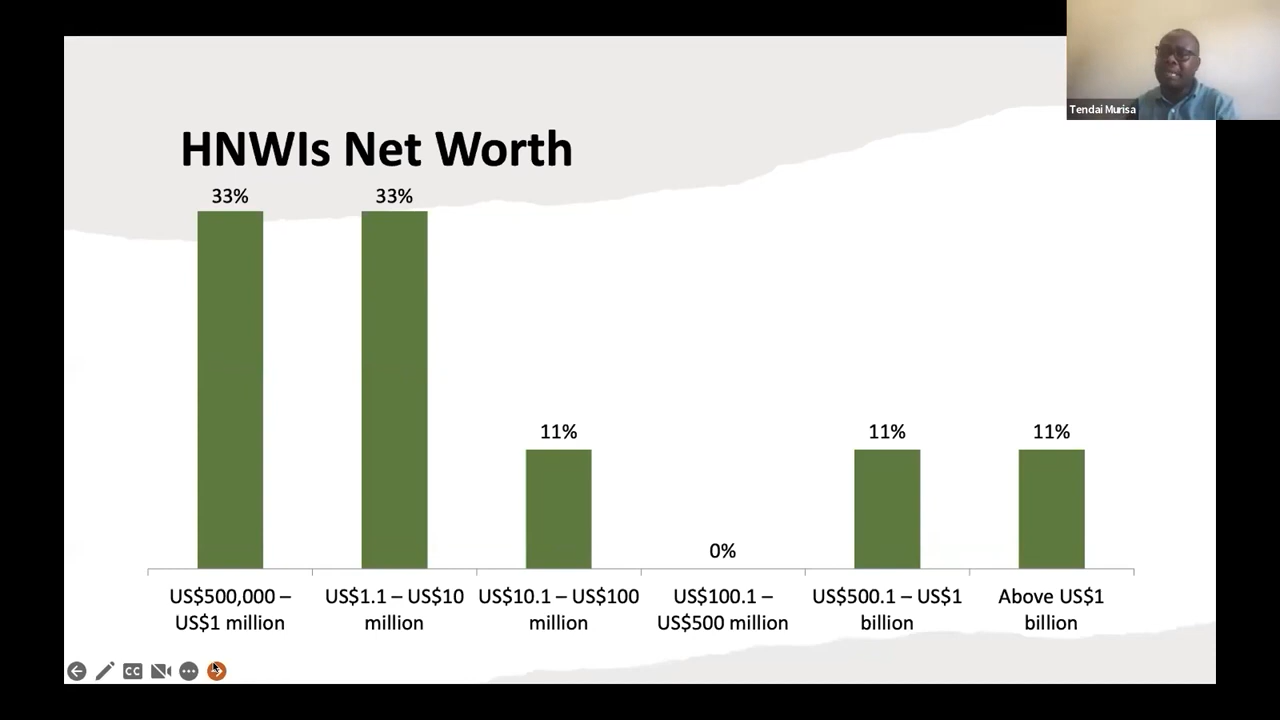 Tendai Murisa
HNWIs Net Worth
33%
33%
11%
0%
11%
11%
US$500,000 –
US$1 million
US$1.1 – US$10
million
US$10.1 – US$100
million
US$100.1 –
US$500 million
US$500.1 – US$1
billion
Above US$1
billion
CC